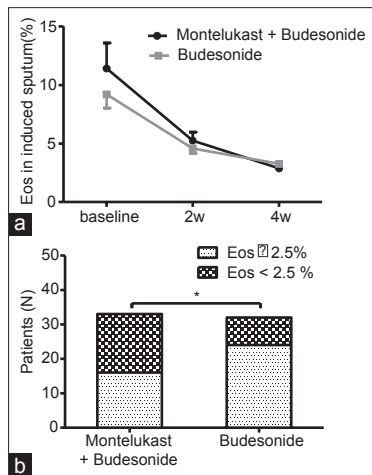 Montelukast + Budesonide
Budesonide
Eos in induced sputum(%)
15
10
5
0
baseline 2w 4w
a
Eos ⍰ 2.5%
Eos < 2.5 %
*
Patients (N)
50
40
30
20
10
0
Montelukast
+ Budesonide
Budesonide
b